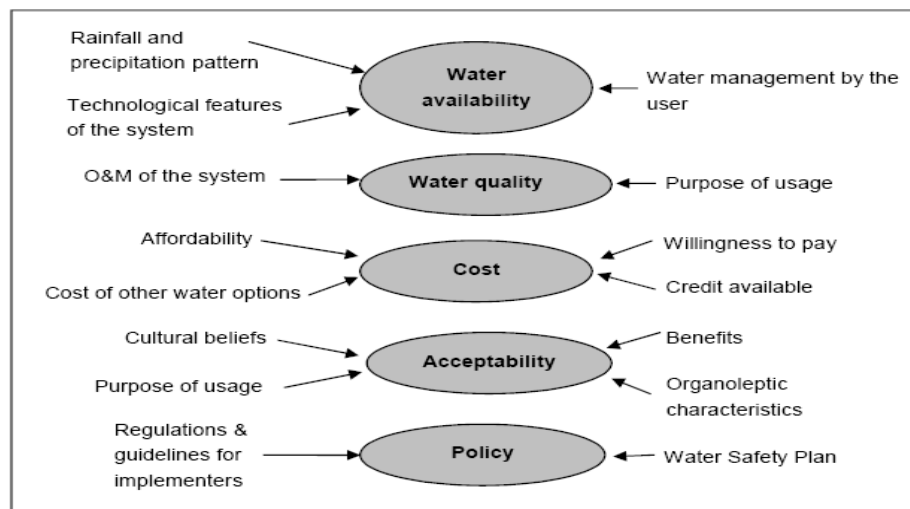 Rainfall and
precipitation pattern
Water
availability
Water management by the
user
Technological features
of the system
O&M of the system
Water quality
Purpose of usage
Affordability
Cost
Willingness to pay
Cost of other water options
Credit available
Cultural beliefs
Acceptability
Benefits
Purpose of usage
Organoleptic
characteristics
Regulations &
guidelines for
implementers
Policy
Water Safety Plan